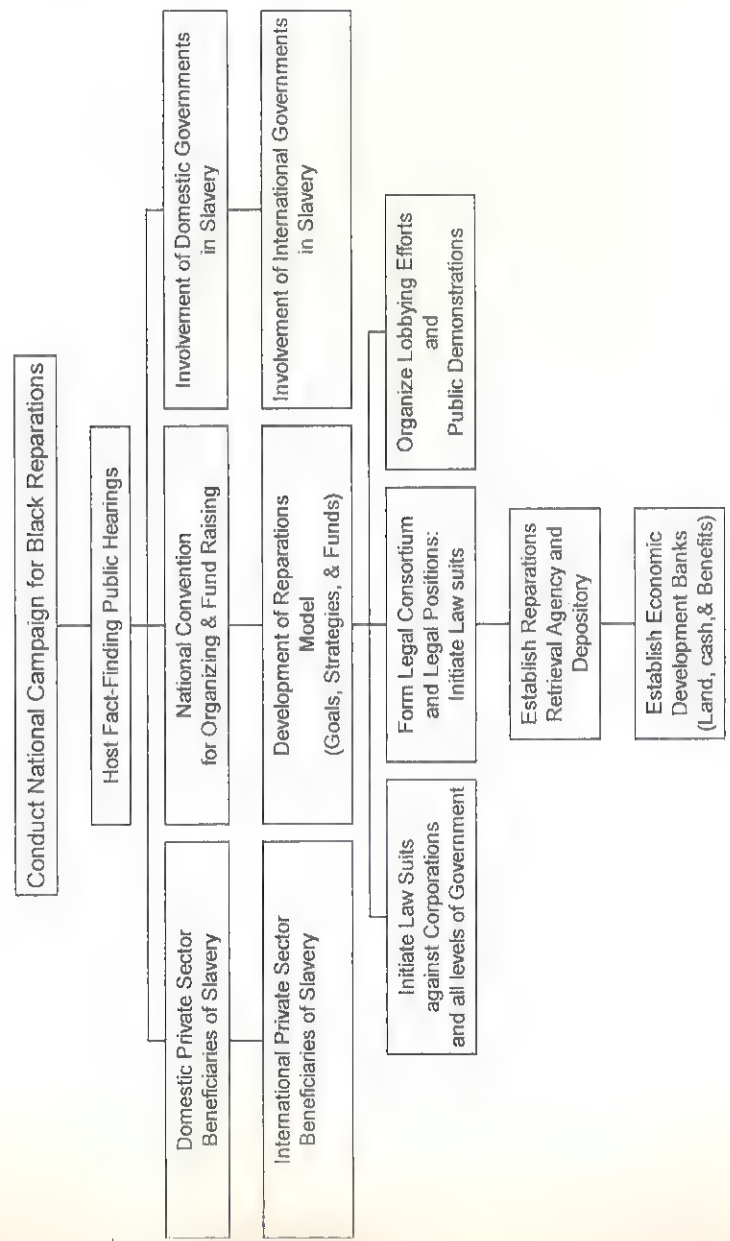 Conduct National Campaign for Black Reparations
Host Fact-Finding Public Hearings
Domestic Private Sector
Beneficiaries of Slavery
National Convention
for Organizing & Fund Raising
Involvement of Domestic Governments
in Slavery
International Private Sector
Beneficiaries of Slavery
Development of Reparations
Model
(Goals, Strategies, & Funds)
Involvement of International Governments
in Slavery
Initiate Law Suits
against Corporations
and all levels of Government
Form Legal Consortium
and Legal Positions:
Initiate Law suits
Organize Lobbying Efforts
and
Public Demonstrations
Establish Reparations
Retrieval Agency and
Depository
Establish Economic
Development Banks
(Land, cash,& Benefits)